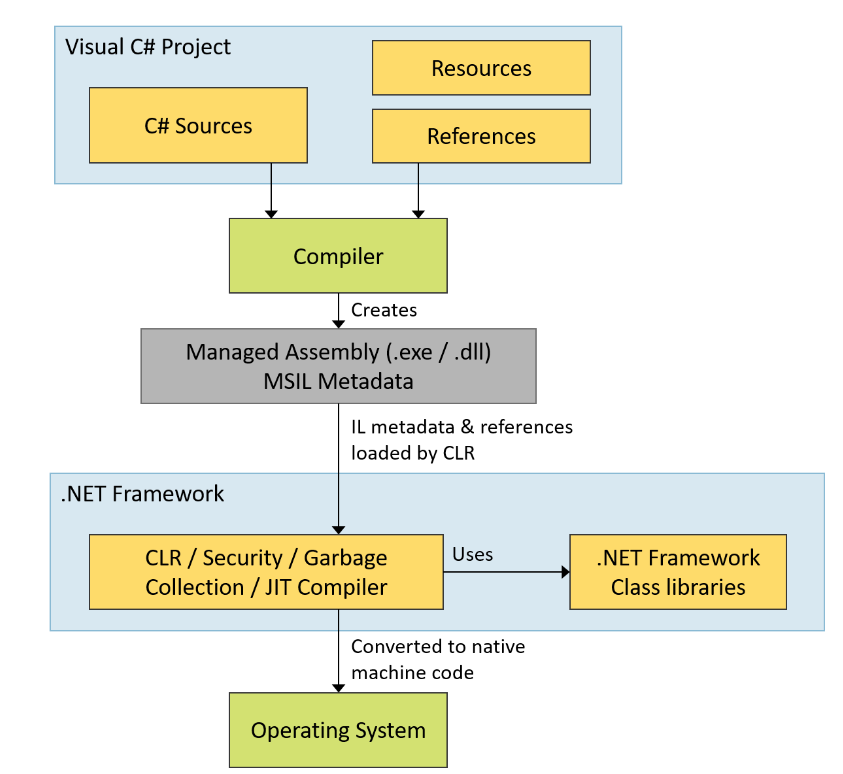 Visual C# Project
Resources
C# Sources
References
Compiler
Creates
Managed Assembly (.exe / .dll)
MSIL Metadata
IL metadata & references
loaded by CLR
.NET Framework
CLR / Security / Garbage
Collection / JIT Compiler
Uses
.NET Framework
Class libraries
Converted to native
machine code
Operating System